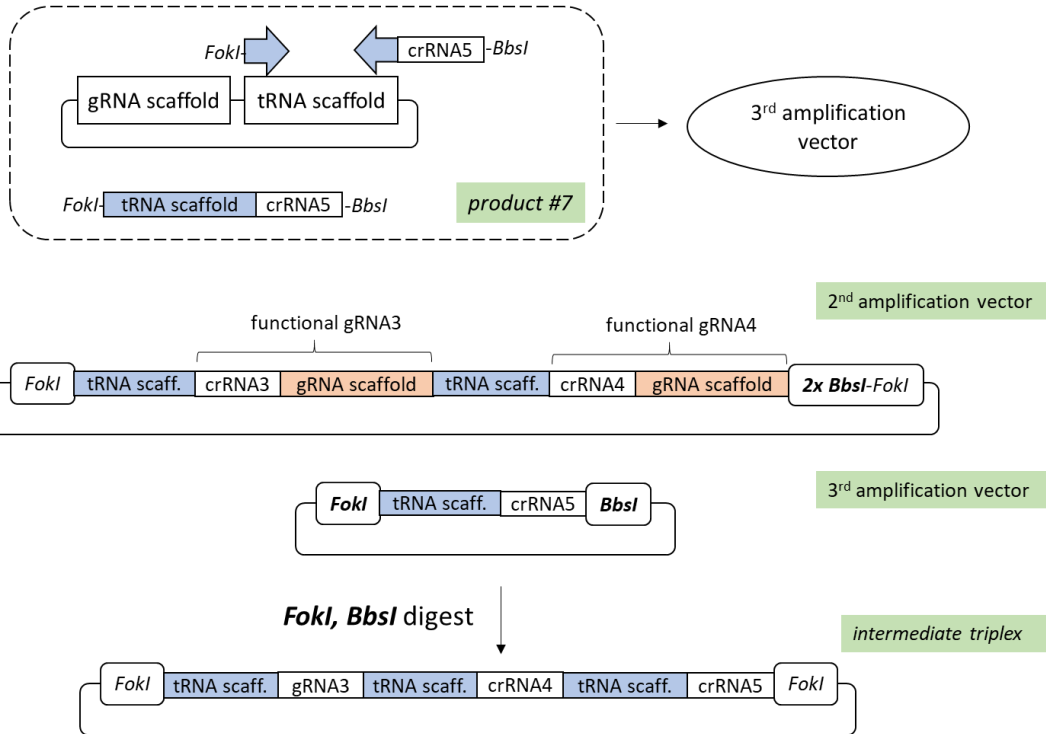 FokI-
crRNA5
-BbsI
gRNA scaffold
tRNA scaffold
3rd amplification
vector
FokI-
tRNA scaffold
crRNA5
-BbsI
product #7
2nd amplification vector
functional gRNA3
functional gRNA4
FokI
tRNA scaff.
crRNA3
gRNA scaffold
tRNA scaff.
crRNA4
gRNA scaffold
2x BbsI-FokI
3rd amplification vector
FokI
tRNA scaff.
crRNA5
BbsI
FokI, BbsI digest
intermediate triplex
FokI
tRNA scaff.
gRNA3
tRNA scaff.
crRNA4
tRNA scaff.
crRNA5
FokI